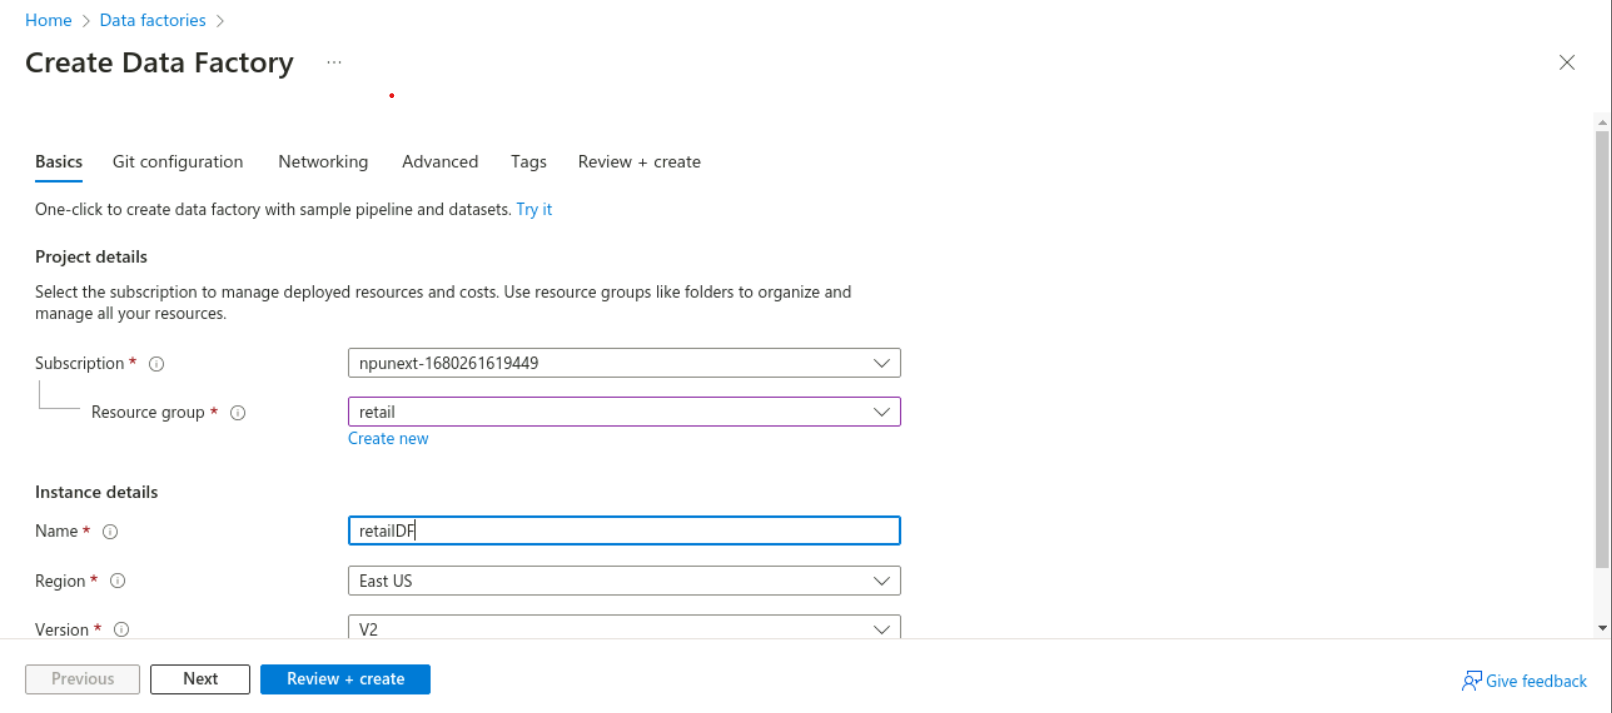 Home > Data factories >
Create Data Factory ...
Basics Git configuration Networking Advanced Tags Review + create
One-click to create data factory with sample pipeline and datasets. Try it
Project details
Select the subscription to manage deployed resources and costs. Use resource groups like folders to organize and
manage all your resources.
Subscription * npunext-1680261619449
Resource group * retail
Create new
Instance details
Name * retailDF
Region * East US
Version * V2
Previous Next Review + create Give feedback